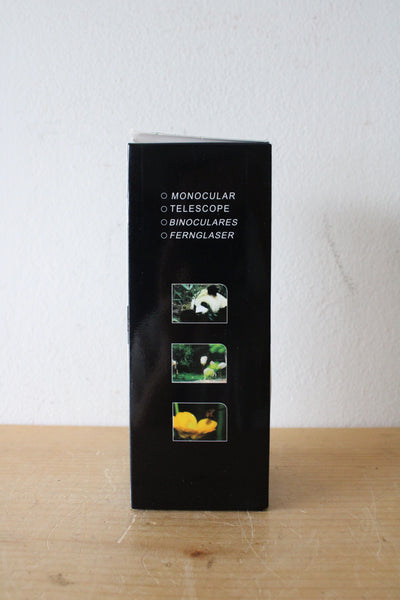 ○ MONOCULAR
○ TELESCOPE
○ BINOCULARES
○ FERNGLASER